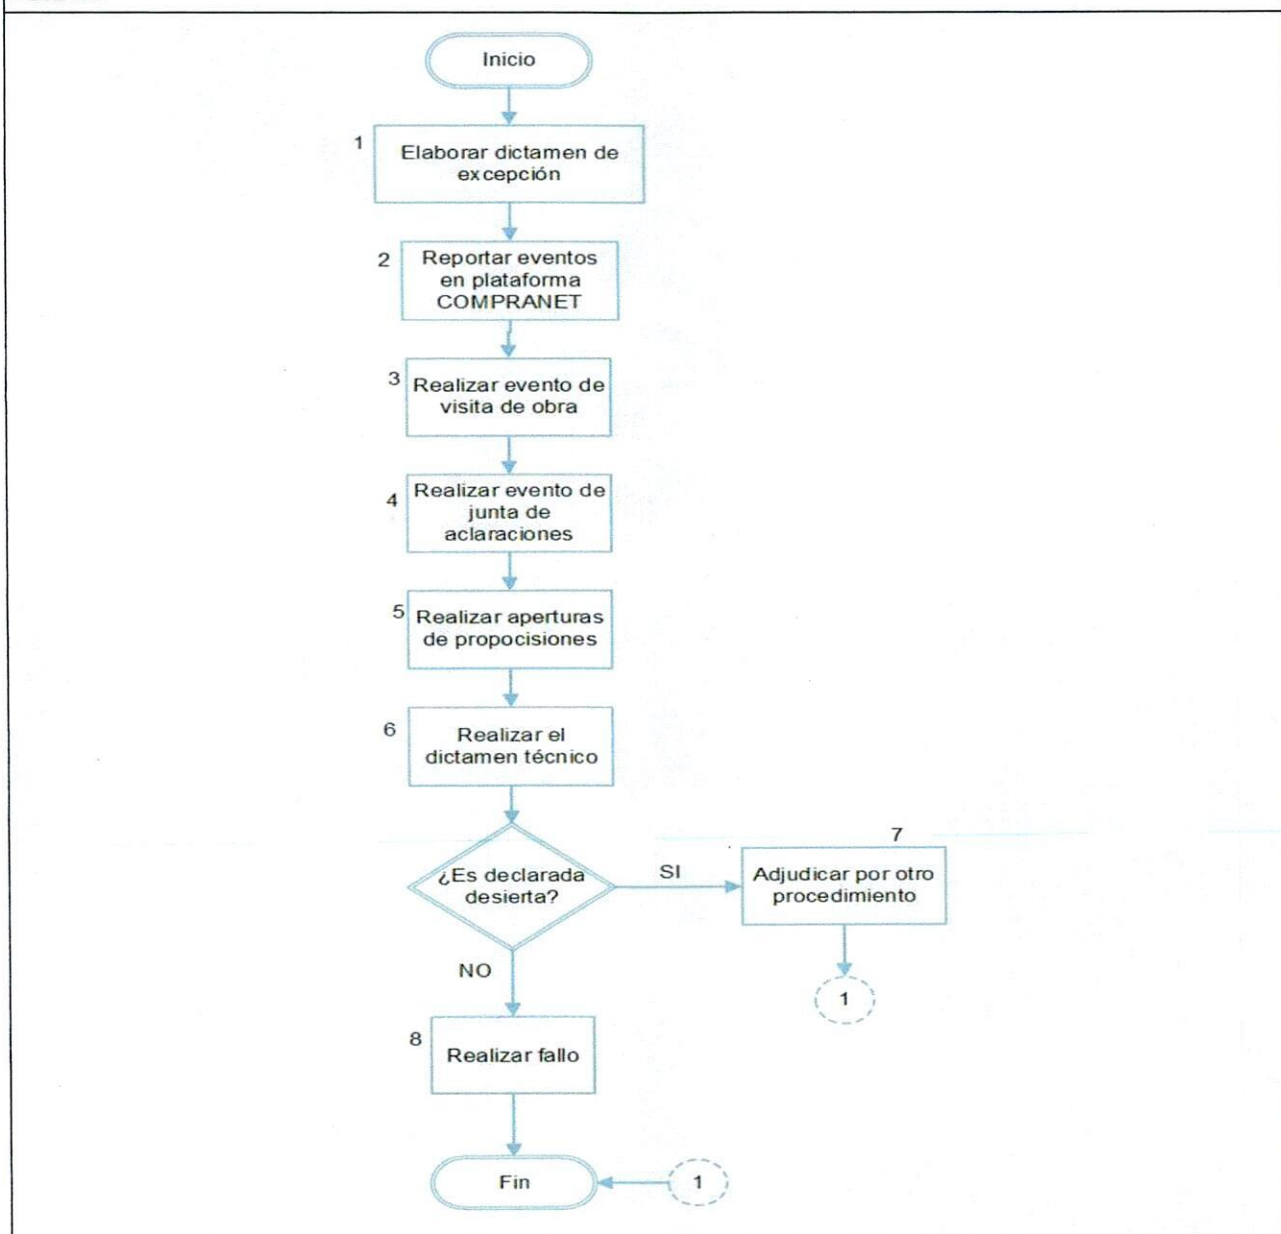 Inicio
1
Elaborar dictamen de
excepción
2
Reportar eventos
en plataforma
COMPRANET
3
Realizar evento de
visita de obra
4
Realizar evento de
junta de
aclaraciones
5
Realizar aperturas
de propocisiones
6
Realizar el
dictamen técnico
¿Es declarada
desierta?
SI
7
Adjudicar por otro
procedimiento
1
NO
8
Realizar fallo
Fin
1